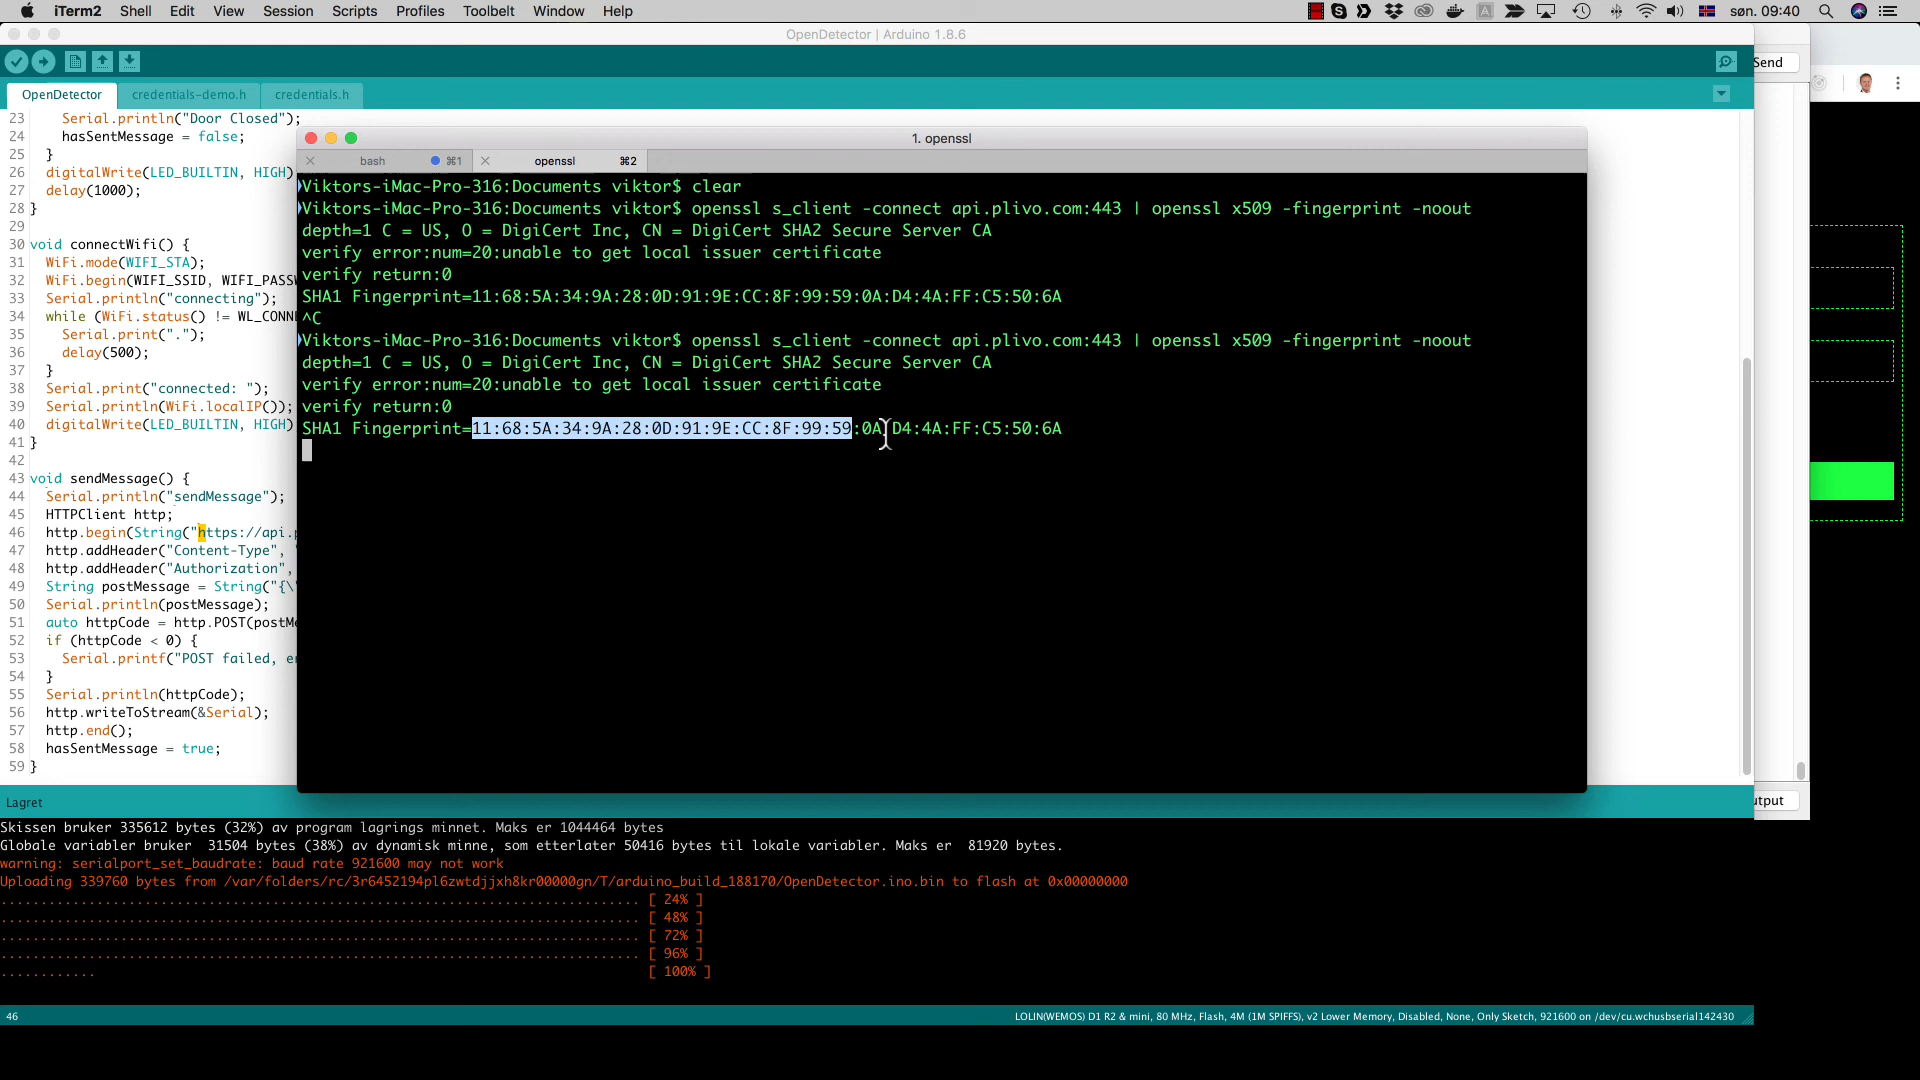 iTerm2 Shell Edit View Session Scripts Profiles Toolbelt Window Help søn. 09:40
OpenDetector | Arduino 1.8.6
Send
OpenDetector credentials-demo.h credentials.h
23 Serial.println("Door Closed");
24 hasSentMessage = false;
25 }
26 digitalWrite(LED_BUILTIN, HIGH)
27 delay(1000);
28 }
29
30 void connectWifi() {
31 WiFi.mode(WIFI_STA);
32 WiFi.begin(WIFI_SSID, WIFI_PASSW
33 Serial.println("connecting");
34 while (WiFi.status() != WL_CONNE
35 Serial.print(".");
36 delay(500);
37 }
38 Serial.print("connected: ");
39 Serial.println(WiFi.localIP());
40 digitalWrite(LED_BUILTIN, HIGH)
41 }
42
43 void sendMessage() {
44 Serial.println("sendMessage");
45 HTTPClient http;
46 http.begin(String("https://api.p
47 http.addHeader("Content-Type", "
48 http.addHeader("Authorization",
49 String postMessage = String("{\"
50 Serial.println(postMessage);
51 auto httpCode = http.POST(postMe
52 if (httpCode < 0) {
53 Serial.printf("POST failed, er
54 }
55 Serial.println(httpCode);
56 http.writeToStream(&Serial);
57 http.end();
58 hasSentMessage = true;
59 }
1. openssl
bash ⌘1 openssl ⌘2
Viktors-iMac-Pro-316:Documents viktor$ clear
Viktors-iMac-Pro-316:Documents viktor$ openssl s_client -connect api.plivo.com:443 | openssl x509 -fingerprint -noout
depth=1 C = US, O = DigiCert Inc, CN = DigiCert SHA2 Secure Server CA
verify error:num=20:unable to get local issuer certificate
verify return:0
SHA1 Fingerprint=11:68:5A:34:9A:28:0D:91:9E:CC:8F:99:59:0A:D4:4A:FF:C5:50:6A
^C
Viktors-iMac-Pro-316:Documents viktor$ openssl s_client -connect api.plivo.com:443 | openssl x509 -fingerprint -noout
depth=1 C = US, O = DigiCert Inc, CN = DigiCert SHA2 Secure Server CA
verify error:num=20:unable to get local issuer certificate
verify return:0
SHA1 Fingerprint=11:68:5A:34:9A:28:0D:91:9E:CC:8F:99:59:0A:D4:4A:FF:C5:50:6A
Lagret
utput
Skissen bruker 335612 bytes (32%) av program lagrings minnet. Maks er 1044464 bytes
Globale variabler bruker 31504 bytes (38%) av dynamisk minne, som etterlater 50416 bytes til lokale variabler. Maks er 81920 bytes.
warning: serialport_set_baudrate: baud rate 921600 may not work
Uploading 339760 bytes from /var/folders/rc/3r6452194pl6zwtdjjxh8kr00000gn/T/arduino_build_188170/OpenDetector.ino.bin to flash at 0x00000000
................................................................................ [ 24% ]
................................................................................ [ 48% ]
................................................................................ [ 72% ]
................................................................................ [ 96% ]
............ [ 100% ]
46 LOLIN(WEMOS) D1 R2 & mini, 80 MHz, Flash, 4M (1M SPIFFS), v2 Lower Memory, Disabled, None, Only Sketch, 921600 on /dev/cu.wchusbserial142430